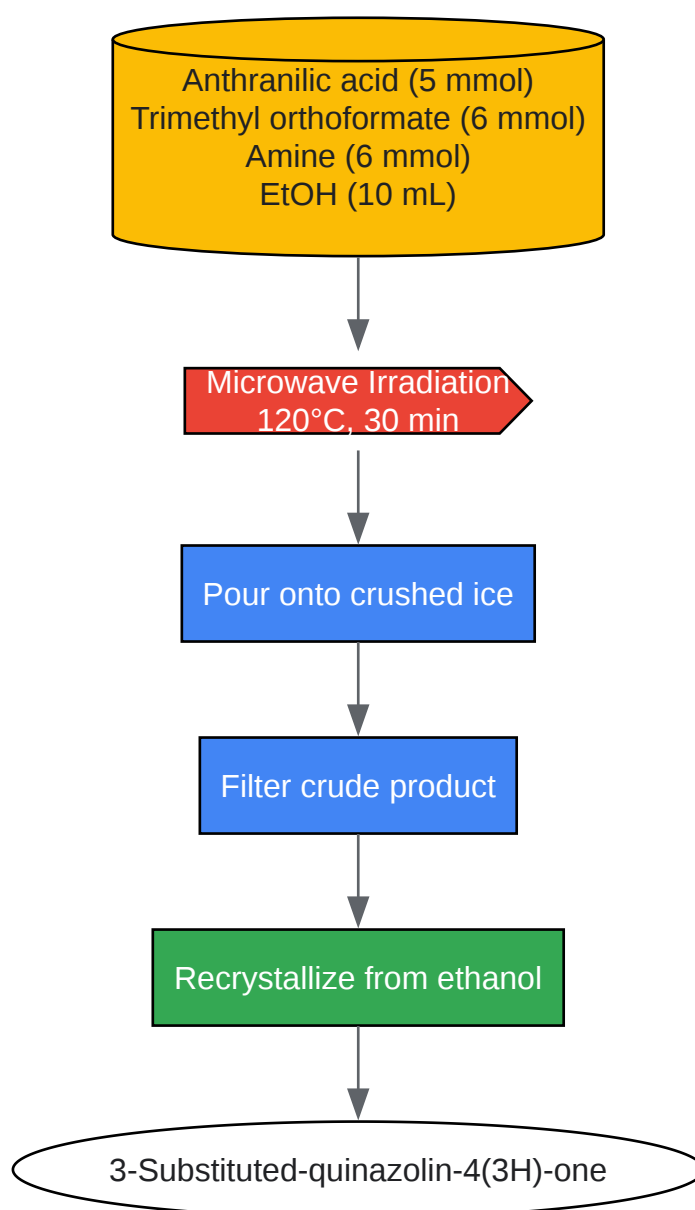 Anthranilic acid (5 mmol)
Trimethyl orthoformate (6 mmol)
Amine (6 mmol)
EtOH (10 mL)
Microwave Irradiation
120°C, 30 min
Pour onto crushed ice
Filter crude product
Recrystallize from ethanol
3-Substituted-quinazolin-4(3H)-one